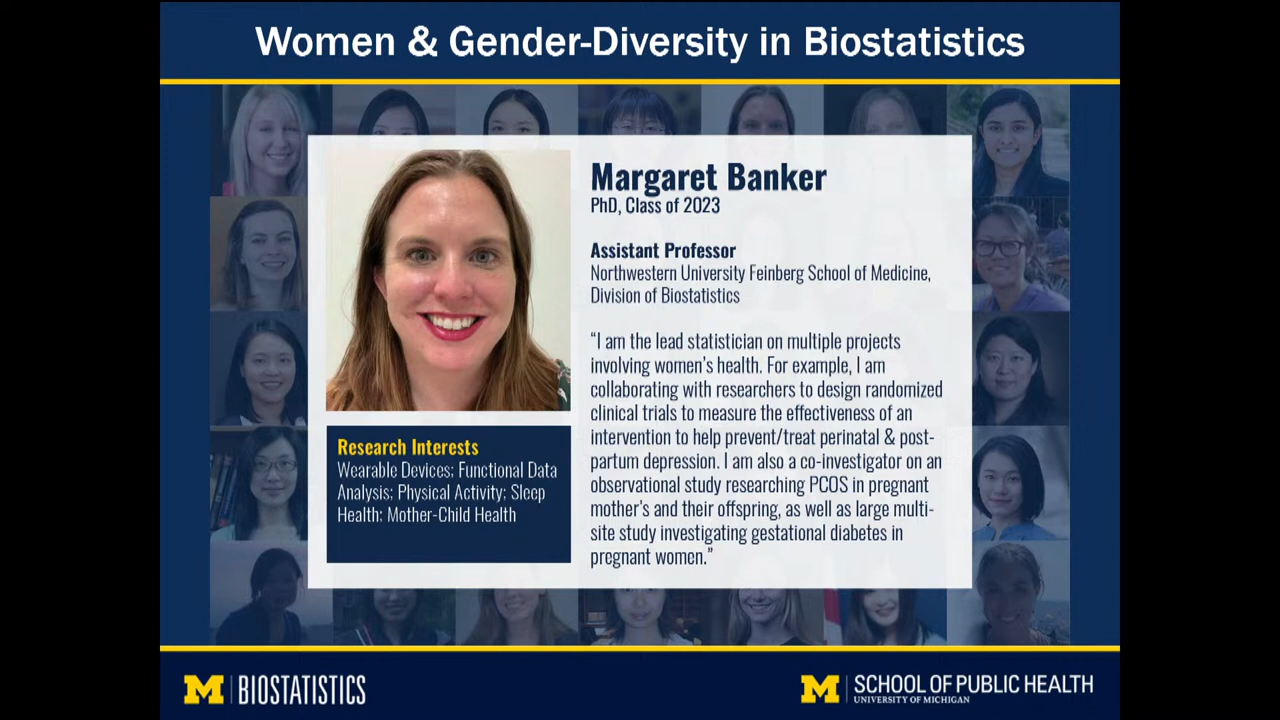 Women & Gender-Diversity in Biostatistics
Margaret Banker
PhD, Class of 2023
Assistant Professor
Northwestern University Feinberg School of Medicine,
Division of Biostatistics
“I am the lead statistician on multiple projects
involving women’s health. For example, I am
collaborating with researchers to design randomized
clinical trials to measure the effectiveness of an
intervention to help prevent/treat perinatal & post-
partum depression. I am also a co-investigator on an
observational study researching PCOS in pregnant
mother’s and their offspring, as well as large multi-
site study investigating gestational diabetes in
pregnant women.”
Research Interests
Wearable Devices; Functional Data
Analysis; Physical Activity; Sleep
Health; Mother-Child Health
M BIOSTATISTICS
M SCHOOL OF PUBLIC HEALTH
UNIVERSITY OF MICHIGAN